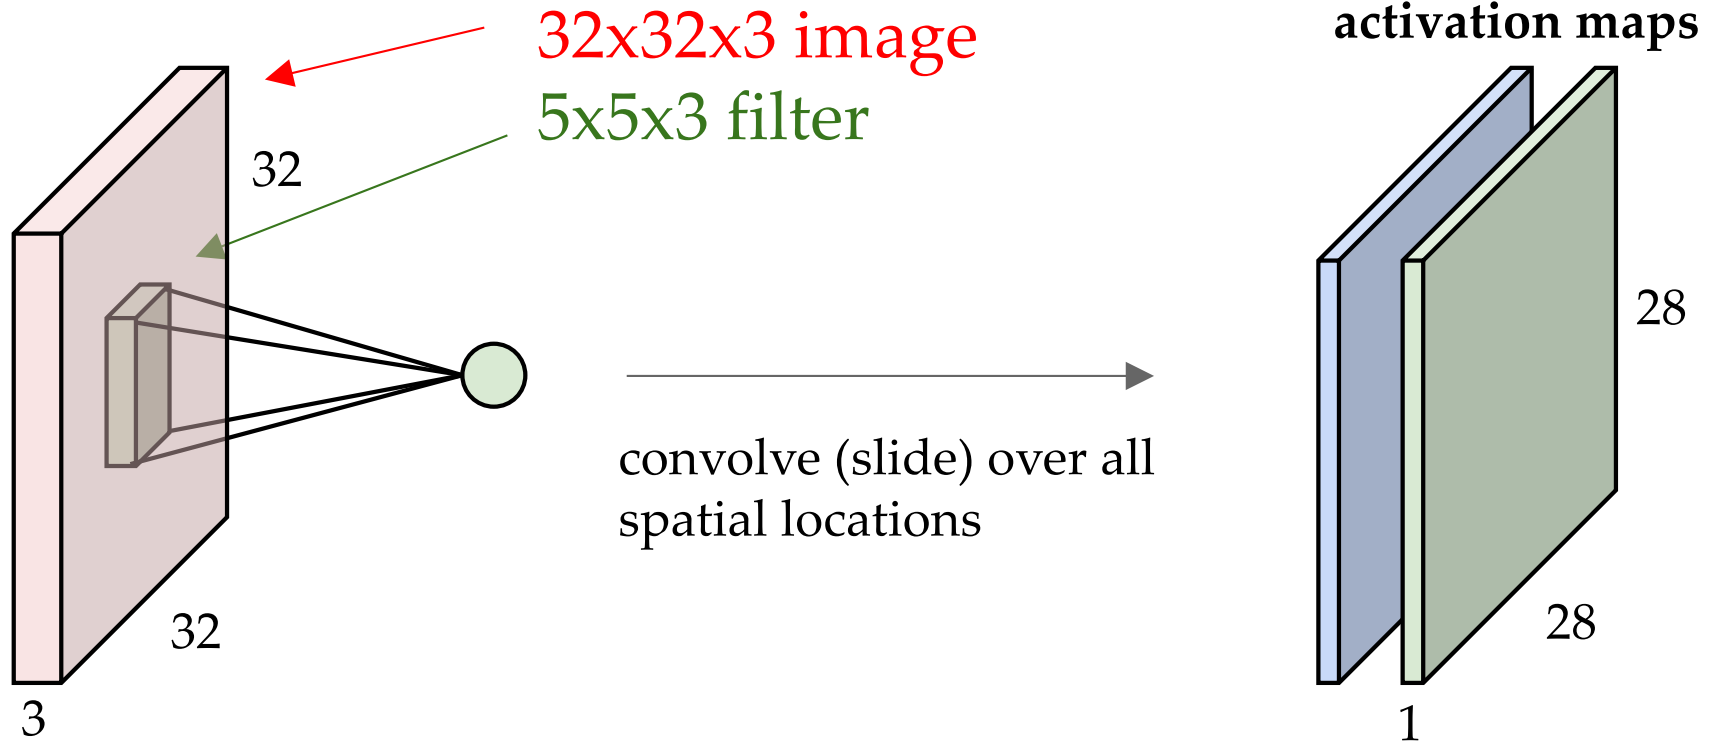 32x32x3 image
5x5x3 filter
32
32
3
convolve (slide) over all
spatial locations
activation maps
28
28
1